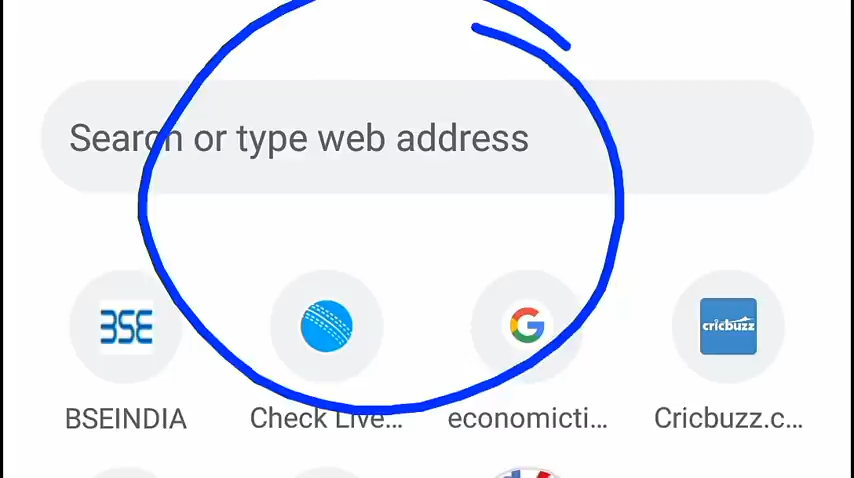 Search or type web address
BSE
cricbuzz
BSEINDIA
Check Live...
economicti...
Cricbuzz.c...